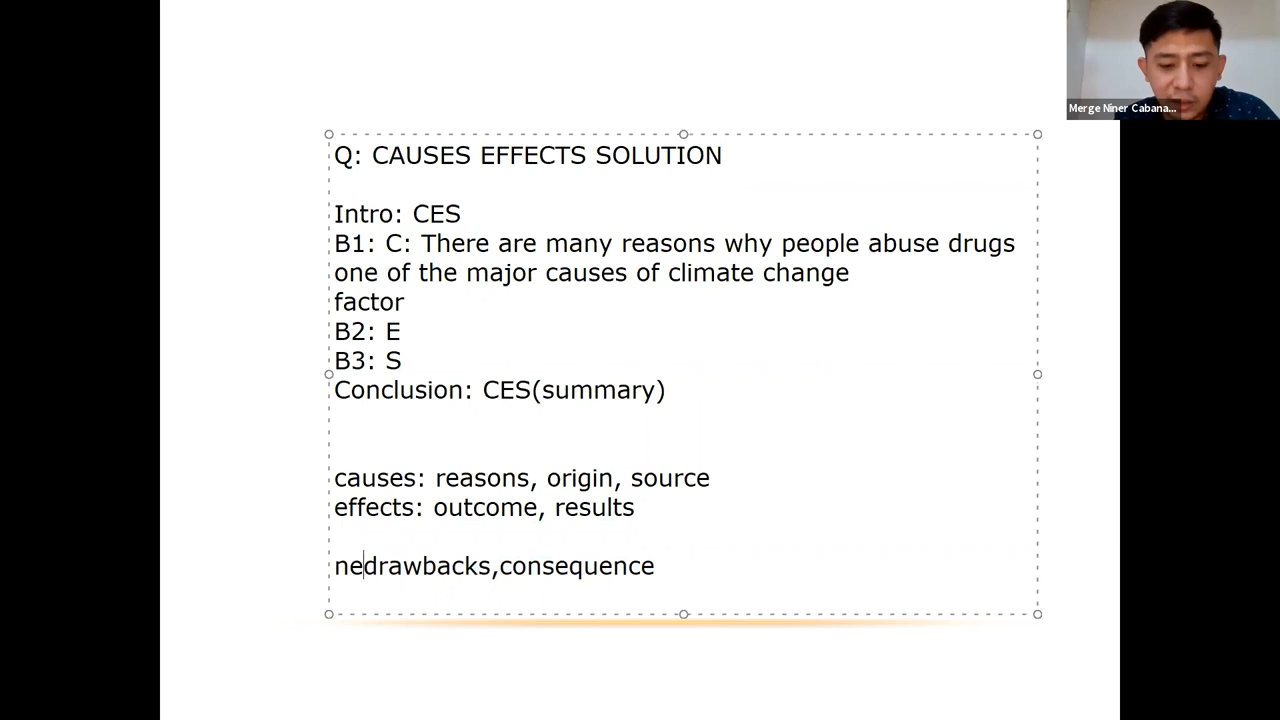 Merge Niner Cabana...
Q: CAUSES EFFECTS SOLUTION
Intro: CES
B1: C: There are many reasons why people abuse drugs
one of the major causes of climate change
factor
B2: E
B3: S
Conclusion: CES(summary)
causes: reasons, origin, source
effects: outcome, results
nedrawbacks,consequence